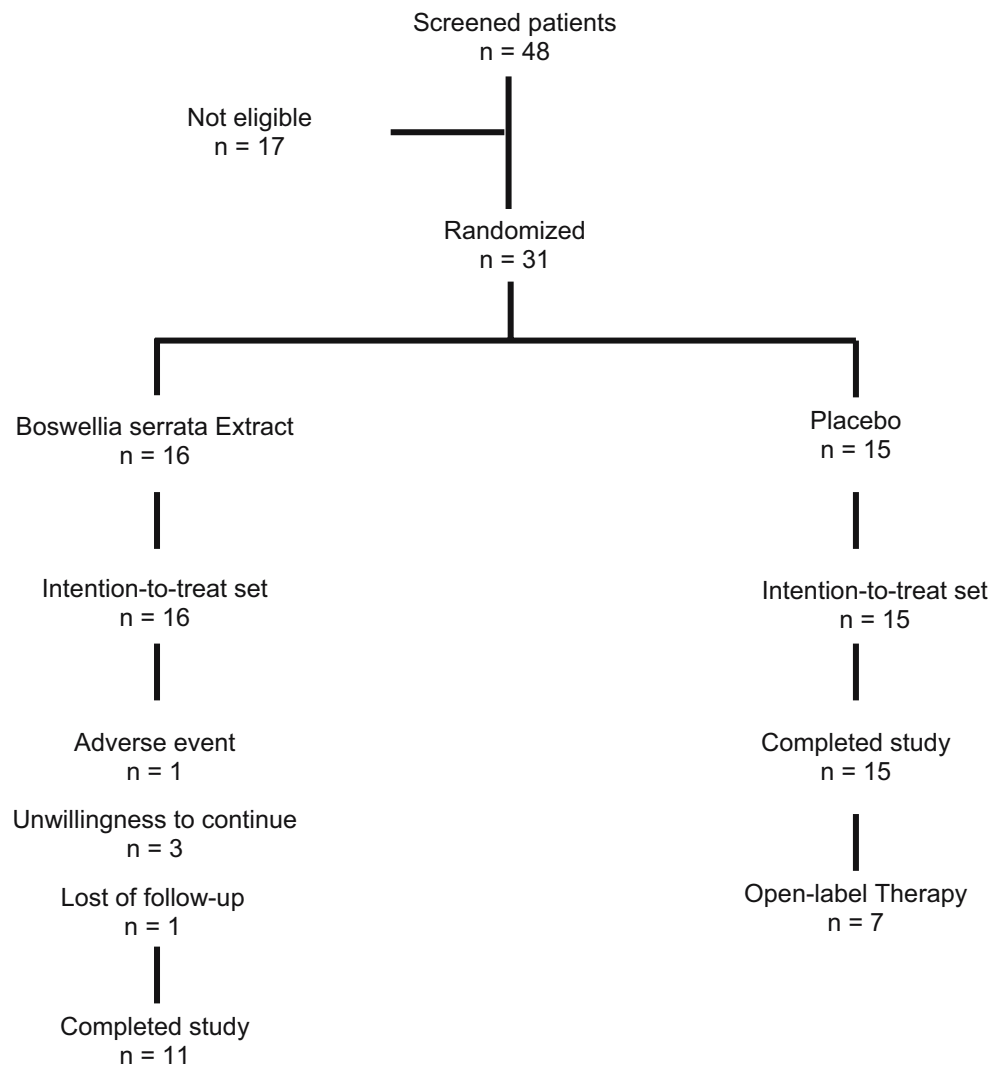 Screened patients
n = 48
Not eligible
n = 17
Randomized
n = 31
Boswellia serrata Extract
n = 16
Placebo
n = 15
Intention-to-treat set
n = 16
Intention-to-treat set
n = 15
Adverse event
n = 1
Completed study
n = 15
Unwillingness to continue
n = 3
Lost of follow-up
n = 1
Open-label Therapy
n = 7
Completed study
n = 11